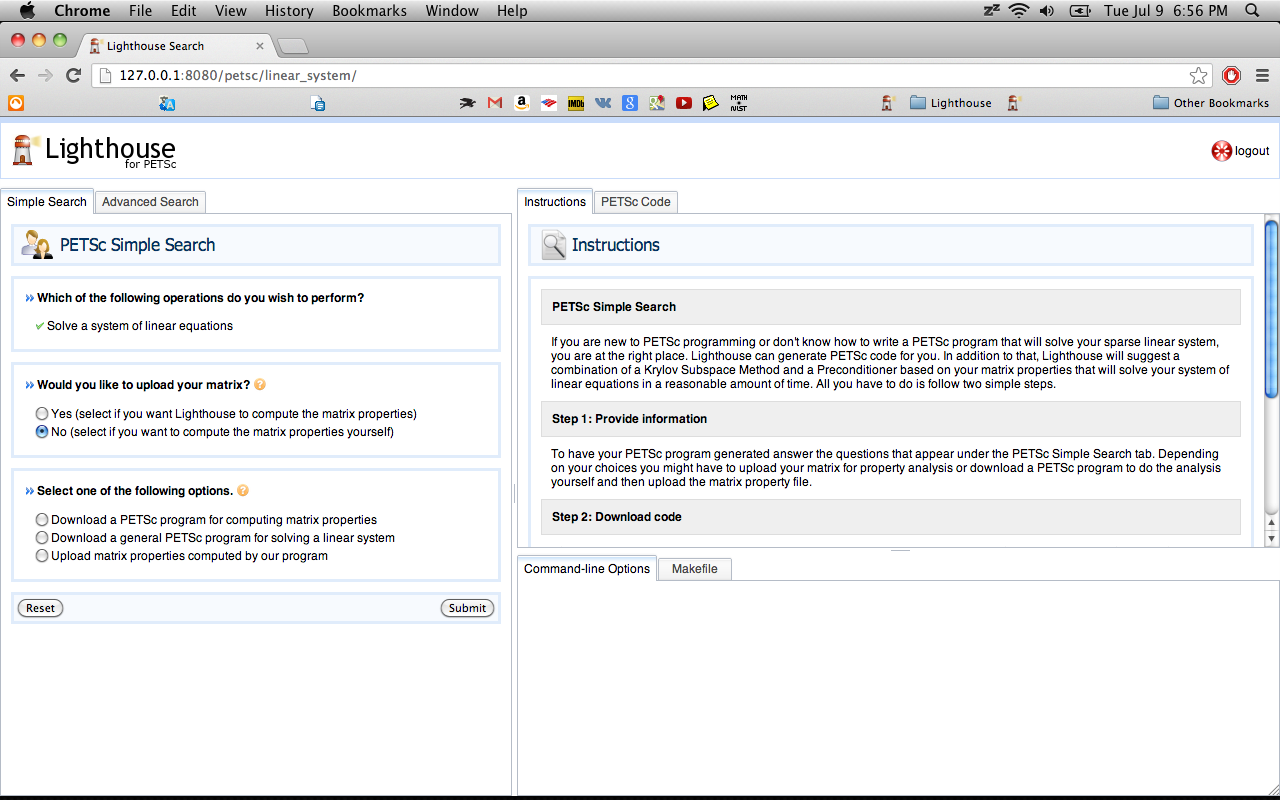 Chrome File Edit View History Bookmarks Window Help Tue Jul 9 6:56 PM
Lighthouse Search
127.0.0.1:8080/petsc/linear_system/
IMDb MATH NIST Lighthouse Other Bookmarks
Lighthouse
for PETSc
logout
Simple Search Advanced Search
PETSc Simple Search
Which of the following operations do you wish to perform?
Solve a system of linear equations
Would you like to upload your matrix?
Yes (select if you want Lighthouse to compute the matrix properties)
No (select if you want to compute the matrix properties yourself)
Select one of the following options.
Download a PETSc program for computing matrix properties
Download a general PETSc program for solving a linear system
Upload matrix properties computed by our program
Reset Submit
Instructions PETSc Code
Instructions
PETSc Simple Search
If you are new to PETSc programming or don't know how to write a PETSc program that will solve your sparse linear system,
you are at the right place. Lighthouse can generate PETSc code for you. In addition to that, Lighthouse will suggest a
combination of a Krylov Subspace Method and a Preconditioner based on your matrix properties that will solve your system of
linear equations in a reasonable amount of time. All you have to do is follow two simple steps.
Step 1: Provide information
To have your PETSc program generated answer the questions that appear under the PETSc Simple Search tab. Depending
on your choices you might have to upload your matrix for property analysis or download a PETSc program to do the analysis
yourself and then upload the matrix property file.
Step 2: Download code
Command-line Options Makefile